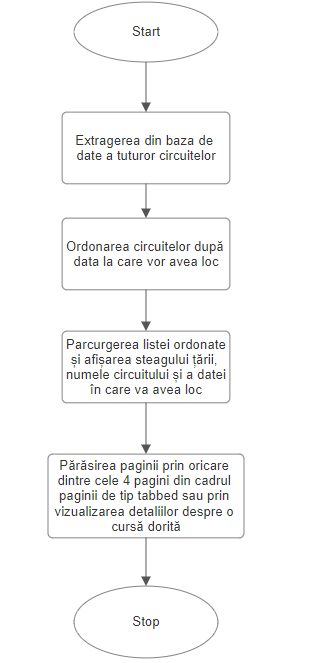 Start
Extragerea din baza de
date a tuturor circuitelor
Ordonarea circuitelor după
data la care vor avea loc
Parcurgerea listei ordonate
și afișarea steagului țării,
numele circuitului și a datei
în care va avea loc
Părăsirea paginii prin oricare
dintre cele 4 pagini din cadrul
paginii de tip tabbed sau prin
vizualizarea detaliilor despre o
cursă dorită
Stop